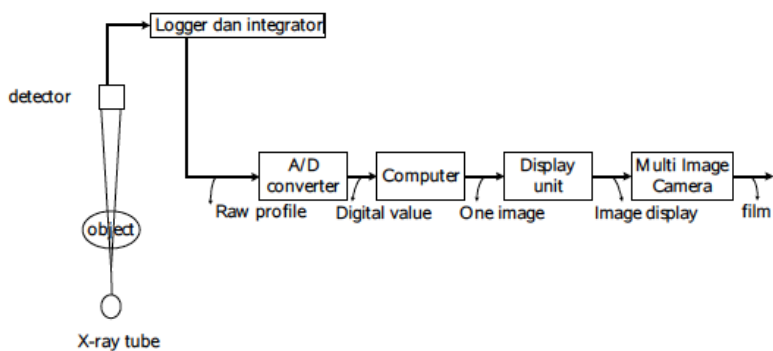 Logger dan integrator
detector
A/D
converter
Computer
Display
unit
Multi Image
Camera
Raw profile
Digital value
One image
Image display
film
object
X-ray tube